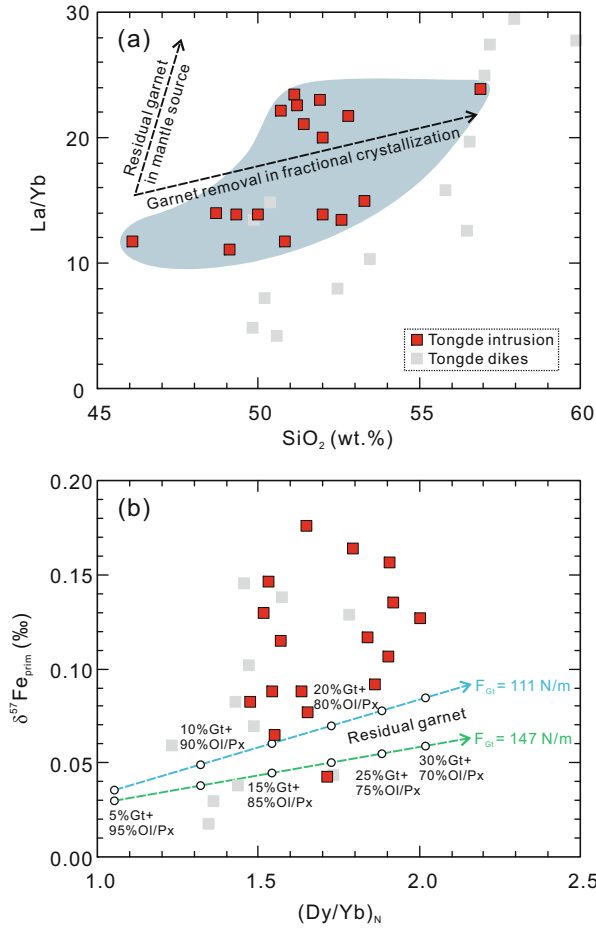 (a)
30
20
10
0
La/Yb
Residual garnet
in mantle source
Garnet removal in fractional crystallization
Tongde intrusion
Tongde dikes
45
50
55
60
SiO₂ (wt.%)
(b)
0.20
0.15
0.10
0.05
0.00
δ⁵⁷Fe_prim (‰)
F_Gt = 111 N/m
20%Gt+
80%Ol/Px
10%Gt+
90%Ol/Px
Residual garnet
F_Gt = 147 N/m
30%Gt+
70%Ol/Px
25%Gt+
75%Ol/Px
15%Gt+
85%Ol/Px
5%Gt+
95%Ol/Px
1.0
1.5
2.0
2.5
(Dy/Yb)_N